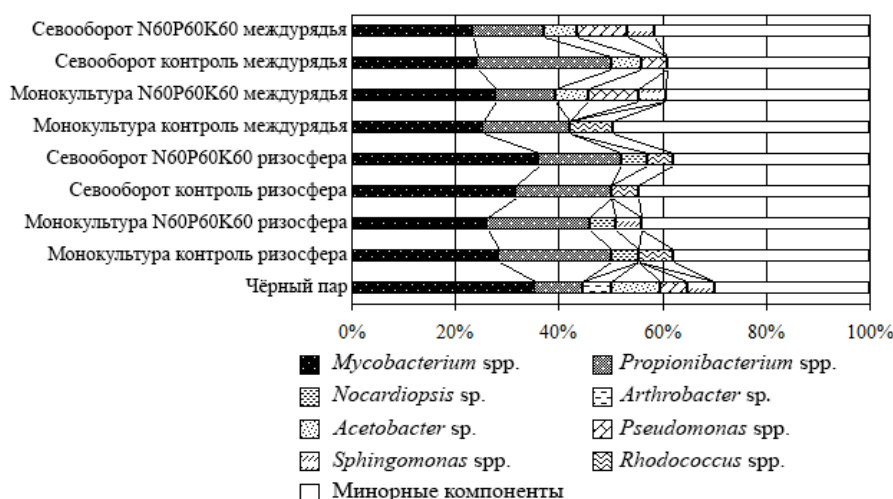 Севооборот N60P60K60 междурядья
Севооборот контроль междурядья
Монокультура N60P60K60 междурядья
Монокультура контроль междурядья
Севооборот N60P60K60 ризосфера
Севооборот контроль ризосфера
Монокультура N60P60K60 ризосфера
Монокультура контроль ризосфера
Чёрный пар
0% 20% 40% 60% 80% 100%
Mycobacterium spp. Propionibacterium spp.
Nocardiopsis sp. Arthrobacter sp.
Acetobacter sp. Pseudomonas spp.
Sphingomonas spp. Rhodococcus spp.
Минорные компоненты